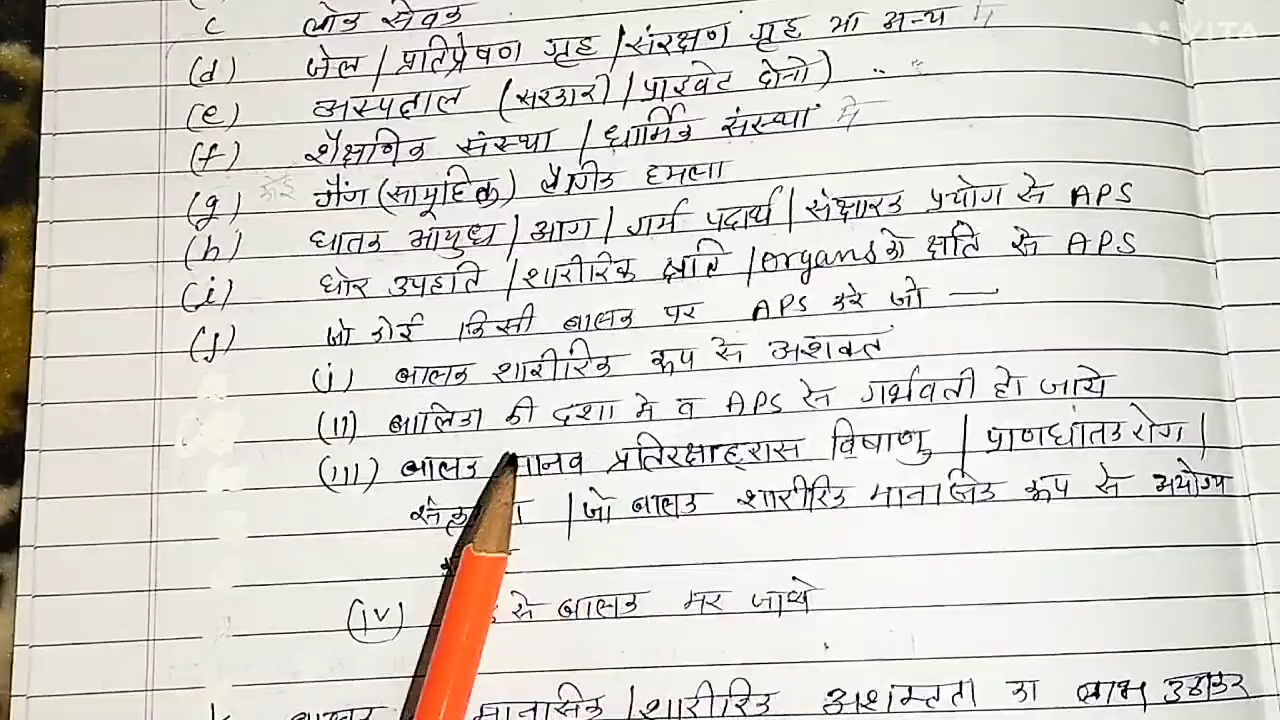 c लोक सेवक
(d) जेल / प्रतिप्रेषण गृह / संरक्षण गृह या अन्य में
(e) अस्पताल (सरकारी / प्राइवेट दोनो)
(f) शैक्षणिक संस्था / धार्मिक संस्था में
(g) कोई गैंग (सामूहिक) लैंगिक हमला
(h) घातक आयुध / आग / गर्म पदार्थ / संक्षारक प्रयोग से APS
(i) घोर उपहति / शारीरिक क्षति / organs को क्षति से APS
(J) जो कोई किसी बालक पर APS करे जो —
(i) बालक शारीरिक रूप से अशक्त
(II) बालिका की दशा मे व APS से गर्भवती हो जाये
(III) बालक मानव प्रतिरक्षाह्रास विषाणु / प्राणघातक रोग /
/ जो बालक शारीरिक मानसिक रूप से अयोग्य
(IV) से बालक मर जाये
मानसिक / शारीरिक अशक्तता का लाभ उठाकर
VITA